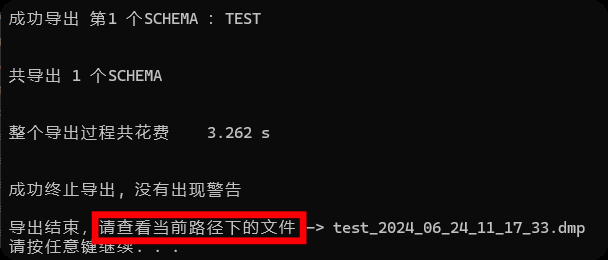 成功导出 第1 个SCHEMA : TEST
共导出 1 个SCHEMA
整个导出过程共花费    3.262 s
成功终止导出, 没有出现警告
导出结束, 请查看当前路径下的文件 -> test_2024_06_24_11_17_33.dmp
请按任意键继续. . .